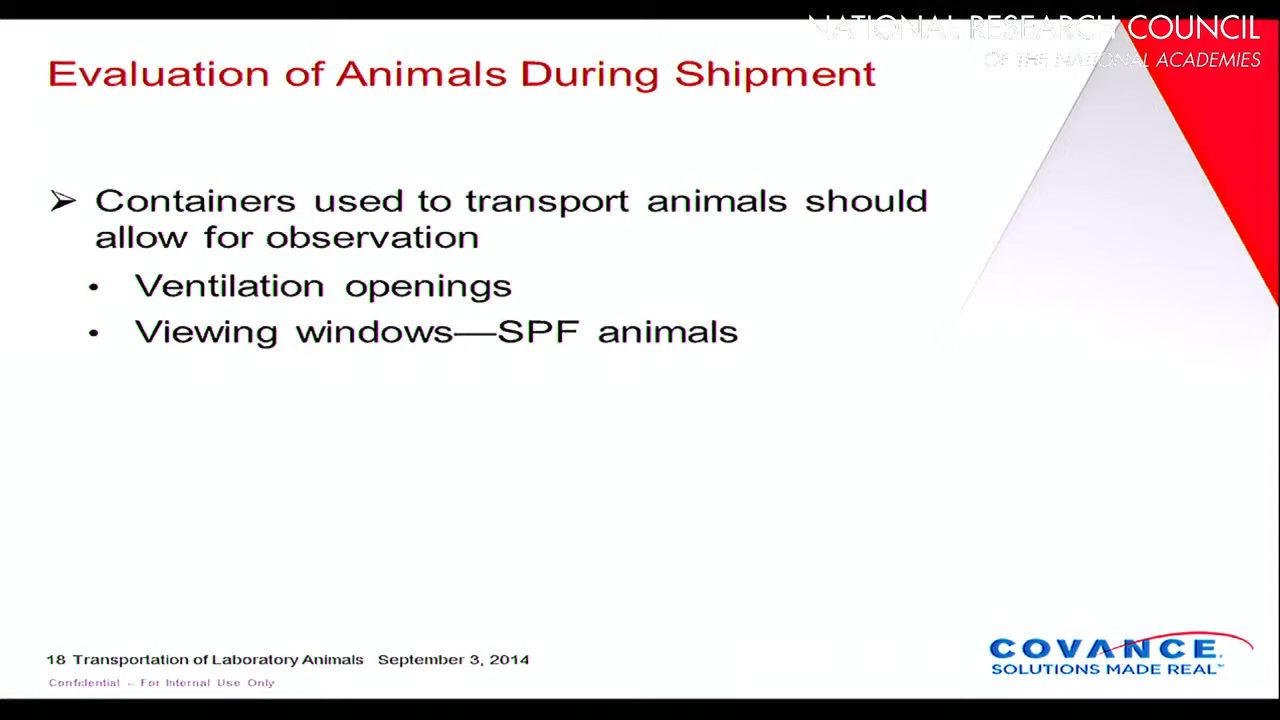 NATIONAL RESEARCH COUNCIL
OF THE NATIONAL ACADEMIES
Evaluation of Animals During Shipment
➢ Containers used to transport animals should
allow for observation
• Ventilation openings
• Viewing windows—SPF animals
18 Transportation of Laboratory Animals September 3, 2014
Confidential – For Internal Use Only
COVANCE
SOLUTIONS MADE REAL℠